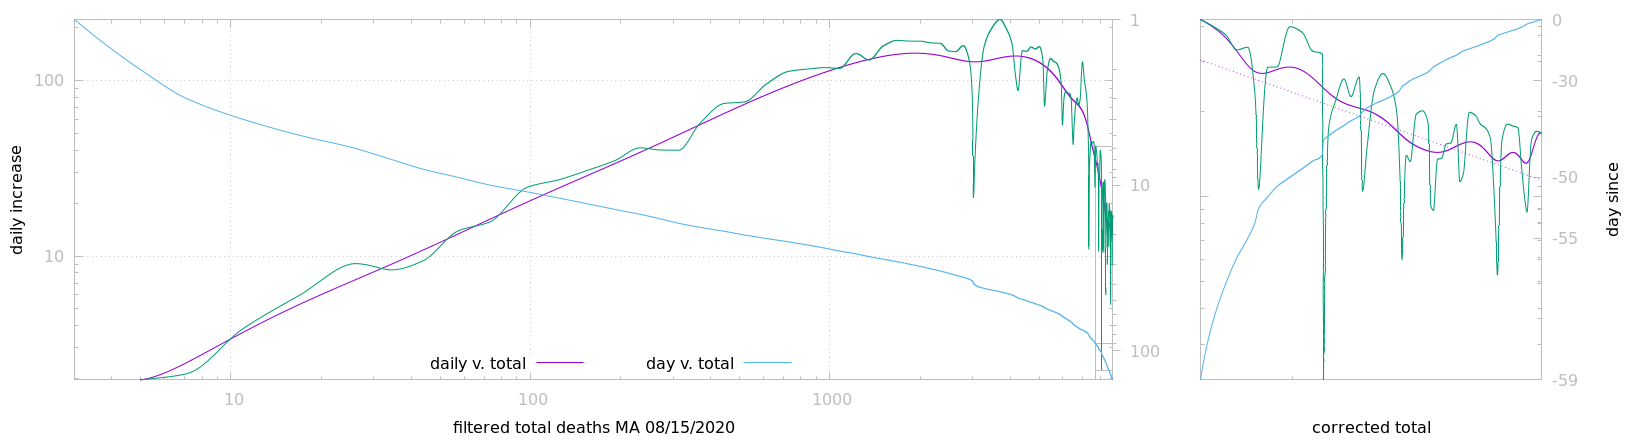 daily increase
100
10
daily v. total
day v. total
10
100
1000
filtered total deaths MA 08/15/2020
1
10
100
0
-30
-50
-55
-59
day since
corrected total